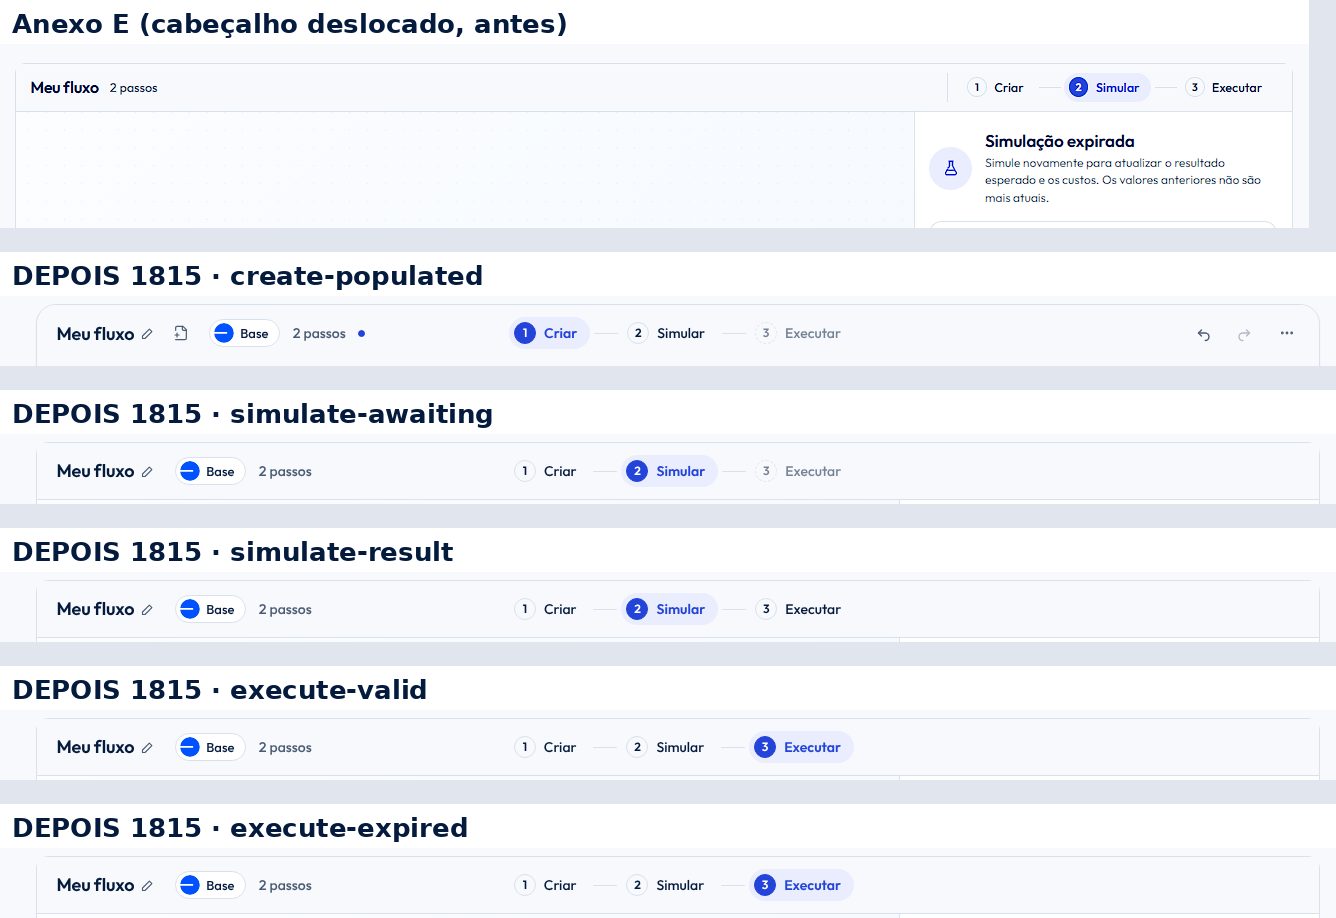 Anexo E (cabeçalho deslocado, antes)
Meu fluxo 2 passos 1 Criar 2 Simular 3 Executar
Simulação expirada
Simule novamente para atualizar o resultado
esperado e os custos. Os valores anteriores não são
mais atuais.
DEPOIS 1815 · create-populated
Meu fluxo Base 2 passos 1 Criar 2 Simular 3 Executar
DEPOIS 1815 · simulate-awaiting
Meu fluxo Base 2 passos 1 Criar 2 Simular 3 Executar
DEPOIS 1815 · simulate-result
Meu fluxo Base 2 passos 1 Criar 2 Simular 3 Executar
DEPOIS 1815 · execute-valid
Meu fluxo Base 2 passos 1 Criar 2 Simular 3 Executar
DEPOIS 1815 · execute-expired
Meu fluxo Base 2 passos 1 Criar 2 Simular 3 Executar